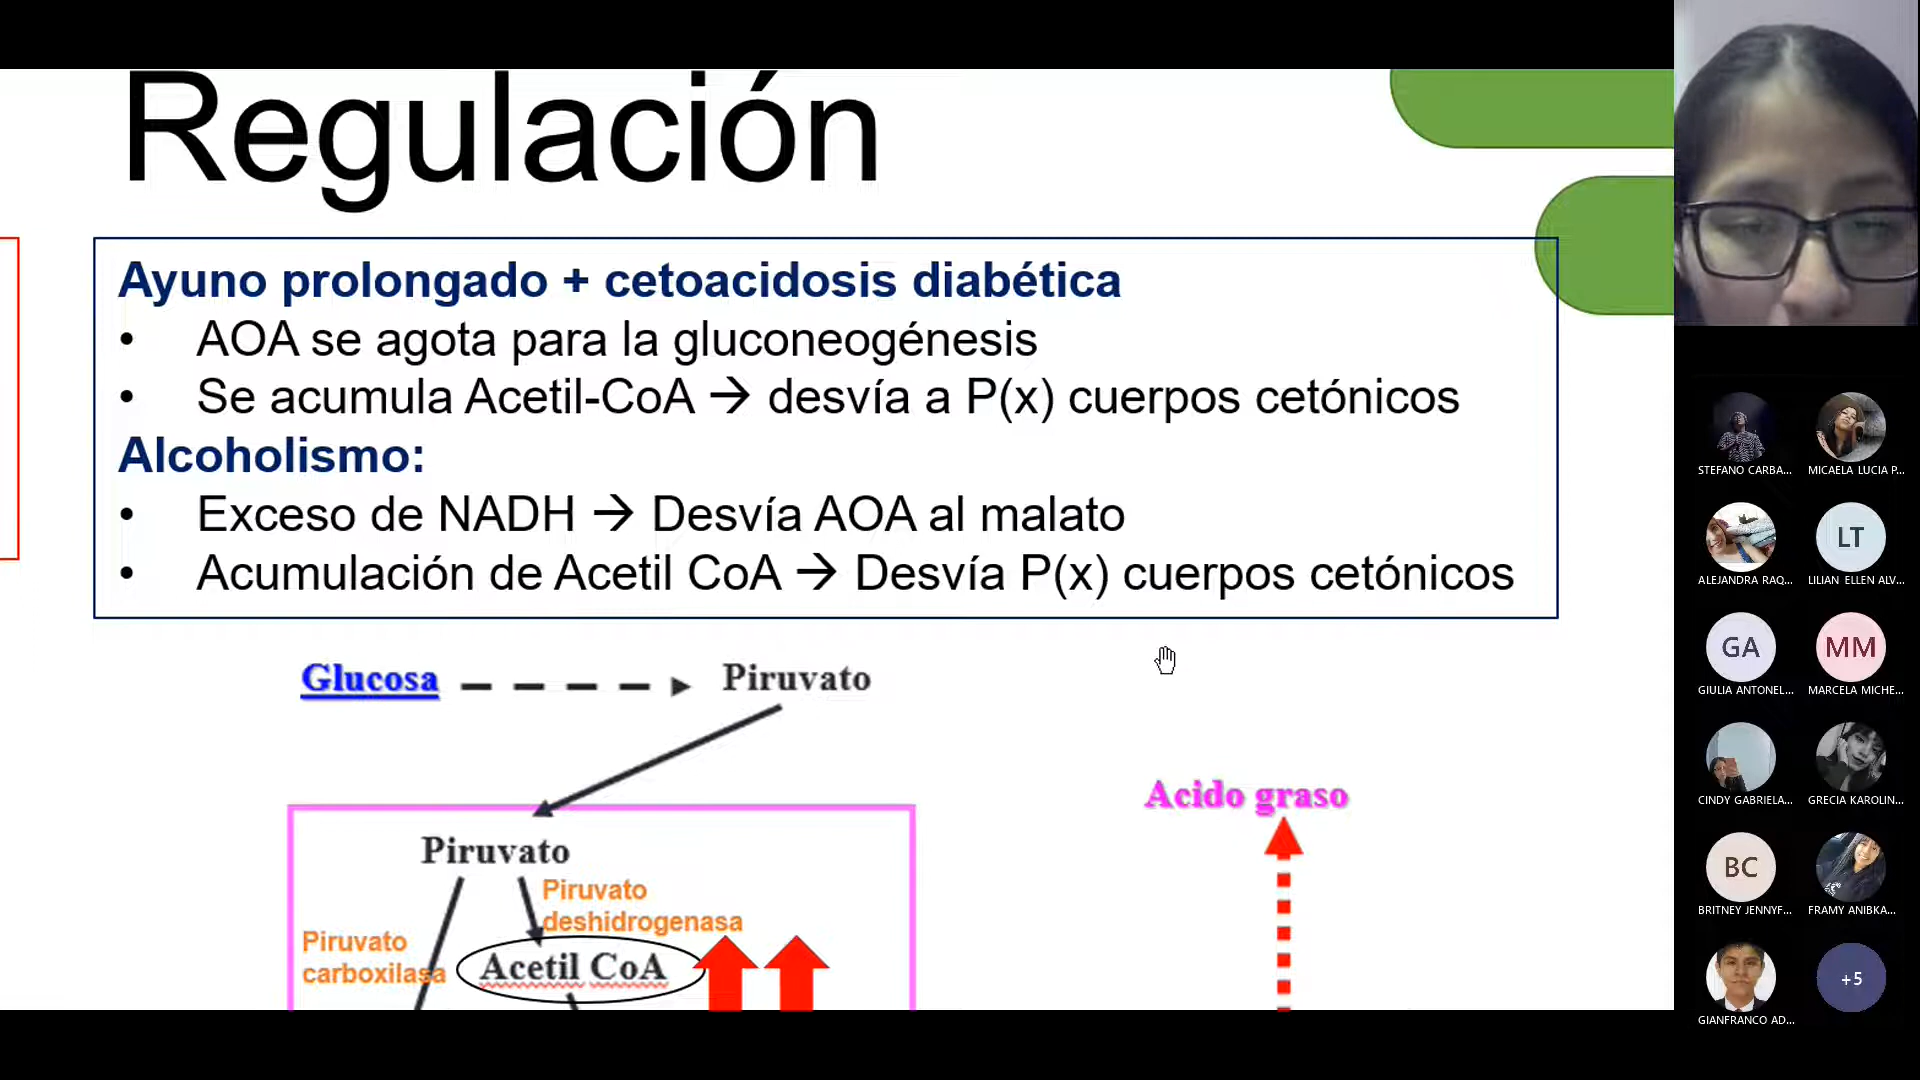 Regulación
Ayuno prolongado + cetoacidosis diabética
• AOA se agota para la gluconeogénesis
• Se acumula Acetil-CoA → desvía a P(x) cuerpos cetónicos
Alcoholismo:
• Exceso de NADH → Desvía AOA al malato
• Acumulación de Acetil CoA → Desvía P(x) cuerpos cetónicos
Glucosa
Piruvato
Acido graso
Piruvato
Piruvato
deshidrogenasa
Piruvato
carboxilasa
Acetil CoA
STEFANO CARBA...
MICAELA LUCIA P...
ALEJANDRA RAQ...
LT
LILIAN ELLEN ALV...
GA
GIULIA ANTONEL...
MM
MARCELA MICHE...
CINDY GABRIELA...
GRECIA KAROLIN...
BC
BRITNEY JENNYF...
FRAMY ANIBKA...
GIANFRANCO AD...
+5